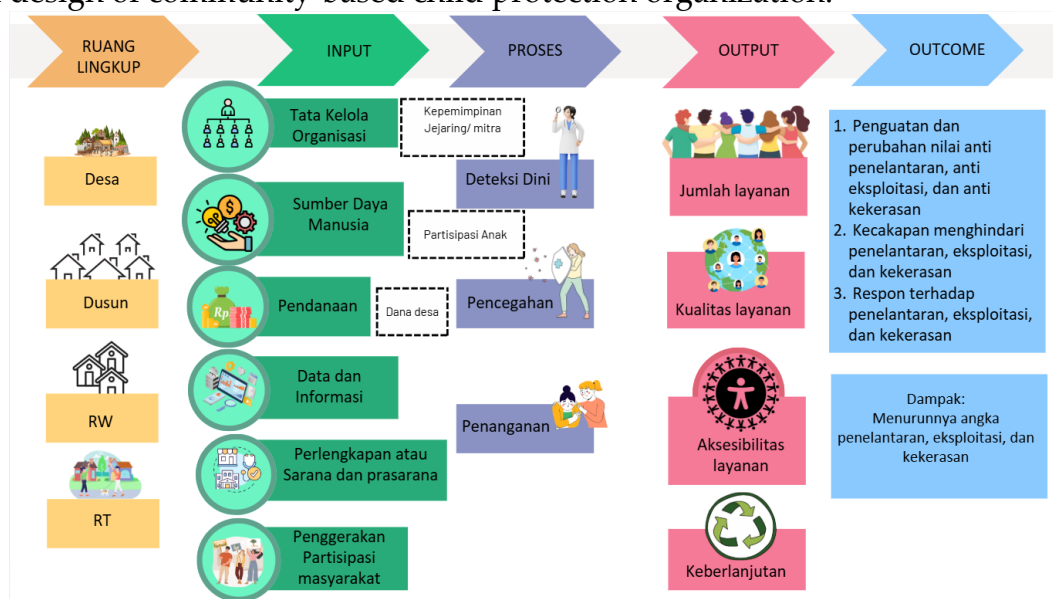 design of community-based child protection organization.
RUANG
LINGKUP
INPUT
PROSES
OUTPUT
OUTCOME
Desa
Dusun
RW
RT
Tata Kelola
Organisasi
Kepemimpinan
Jejaring/ mitra
Sumber Daya
Manusia
Partisipasi Anak
Pendanaan
Rp
Dana desa
Data dan
Informasi
Perlengkapan atau
Sarana dan prasarana
Penggerakan
Partisipasi
masyarakat
Deteksi Dini
Pencegahan
Penanganan
Jumlah layanan
Kualitas layanan
Aksesibilitas
layanan
Keberlanjutan
1. Penguatan dan
perubahan nilai anti
penelantaran, anti
eksploitasi, dan anti
kekerasan
2. Kecakapan menghindari
penelantaran, eksploitasi,
dan kekerasan
3. Respon terhadap
penelantaran, eksploitasi,
dan kekerasan
Dampak:
Menurunnya angka
penelantaran, eksploitasi, dan
kekerasan